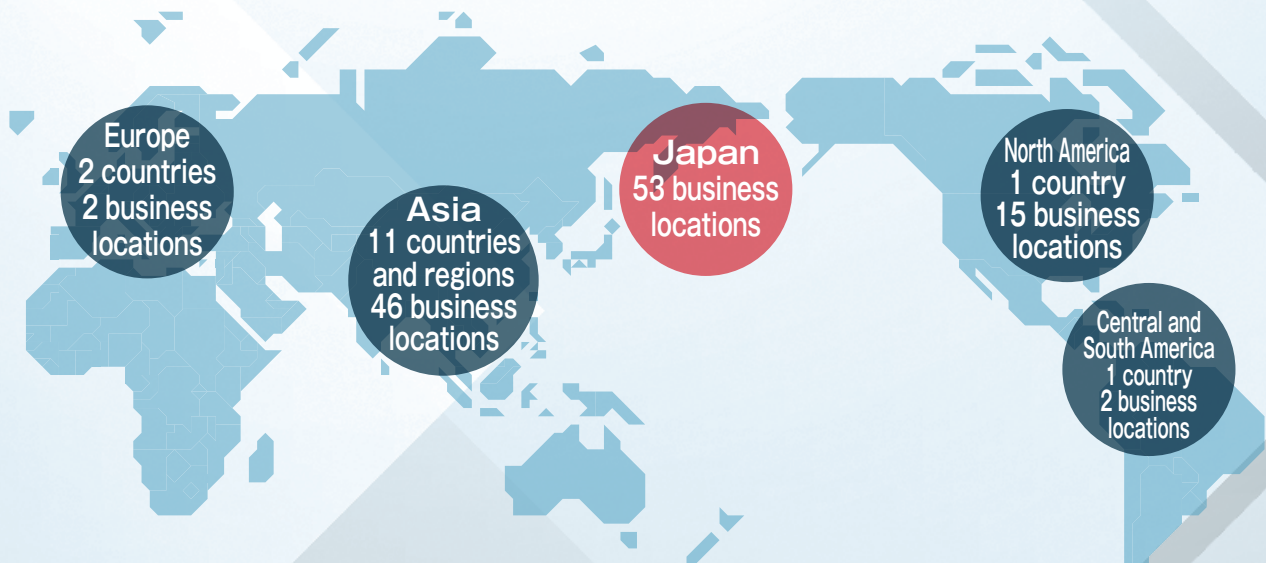 Europe
2 countries
2 business
locations
Asia
11 countries
and regions
46 business
locations
Japan
53 business
locations
North America
1 country
15 business
locations
Central and
South America
1 country
2 business
locations